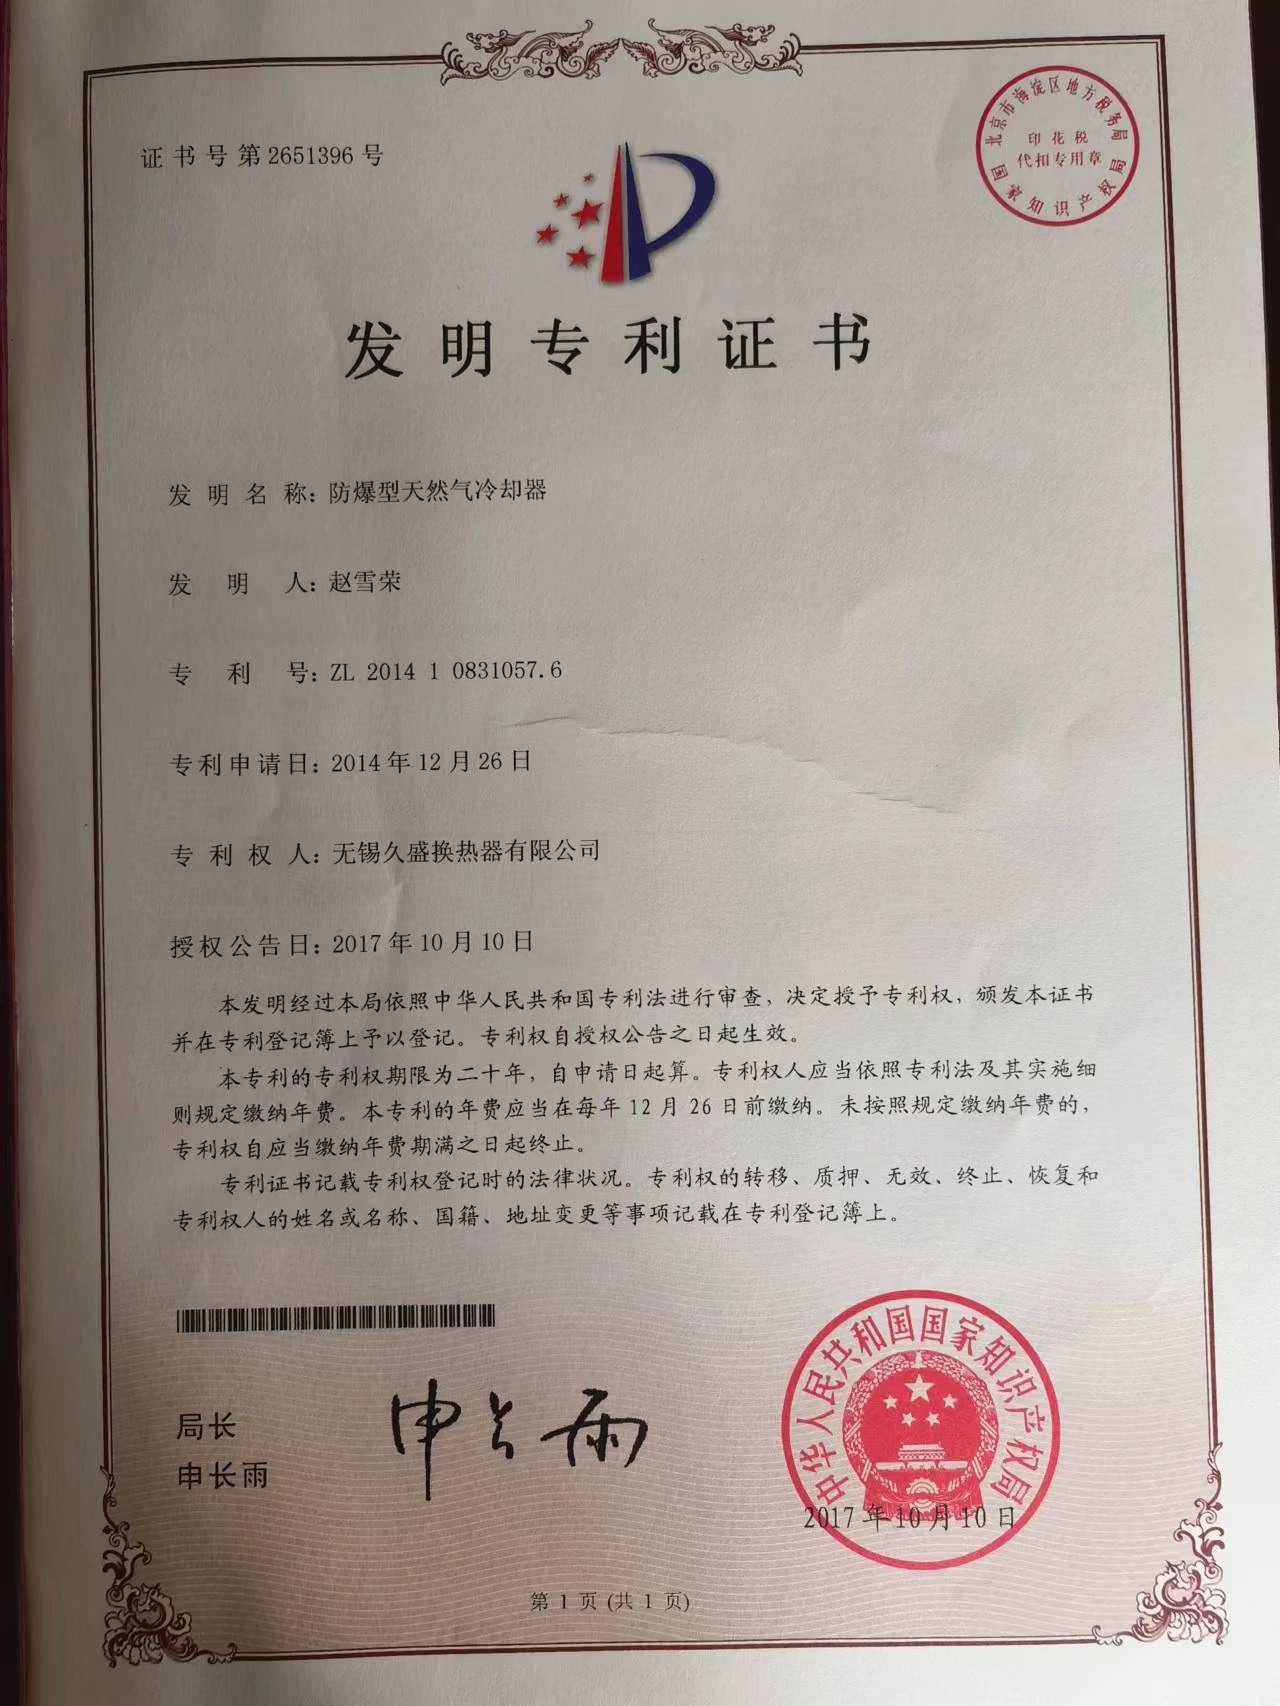 证书号第2651396号
北京市海淀区地方税务局
印花税
代扣专用章
国家知识产权局
发明专利证书
发明名称：防爆型天然气冷却器
发明人：赵雪荣
专利号：ZL 2014 1 0831057.6
专利申请日：2014年12月26日
专利权人：无锡久盛换热器有限公司
授权公告日：2017年10月10日
本发明经过本局依照中华人民共和国专利法进行审查，决定授予专利权，颁发本证书
并在专利登记簿上予以登记。专利权自授权公告之日起生效。
本专利的专利权期限为二十年，自申请日起算。专利权人应当依照专利法及其实施细
则规定缴纳年费。本专利的年费应当在每年12月26日前缴纳。未按照规定缴纳年费的，
专利权自应当缴纳年费期满之日起终止。
专利证书记载专利权登记时的法律状况。专利权的转移、质押、无效、终止、恢复和
专利权人的姓名或名称、国籍、地址变更等事项记载在专利登记簿上。
局长
申长雨
申长雨
中华人民共和国国家知识产权局
2017年10月10日
第1页(共1页)